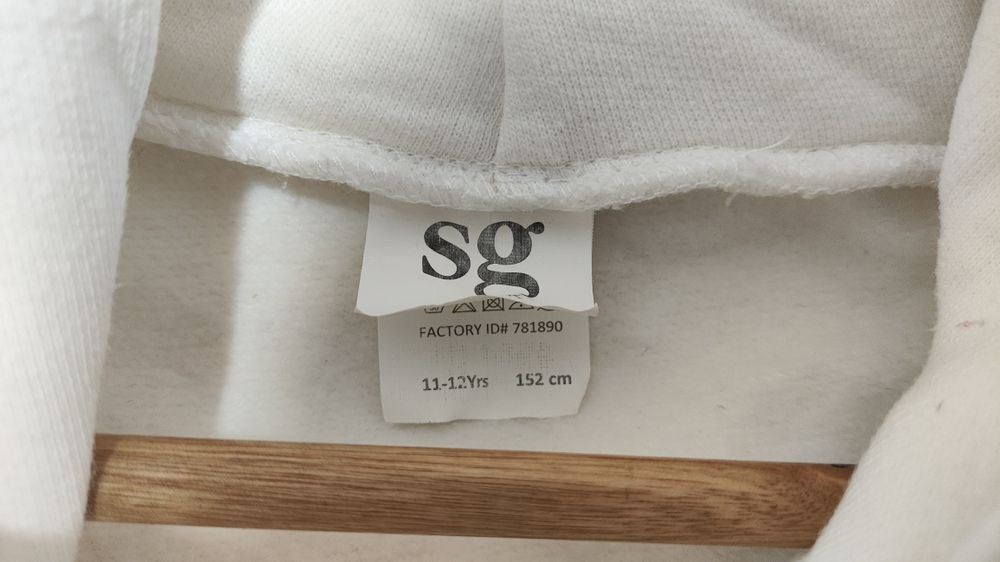 sg
FACTORY ID# 781890
11-12Yrs 152 cm